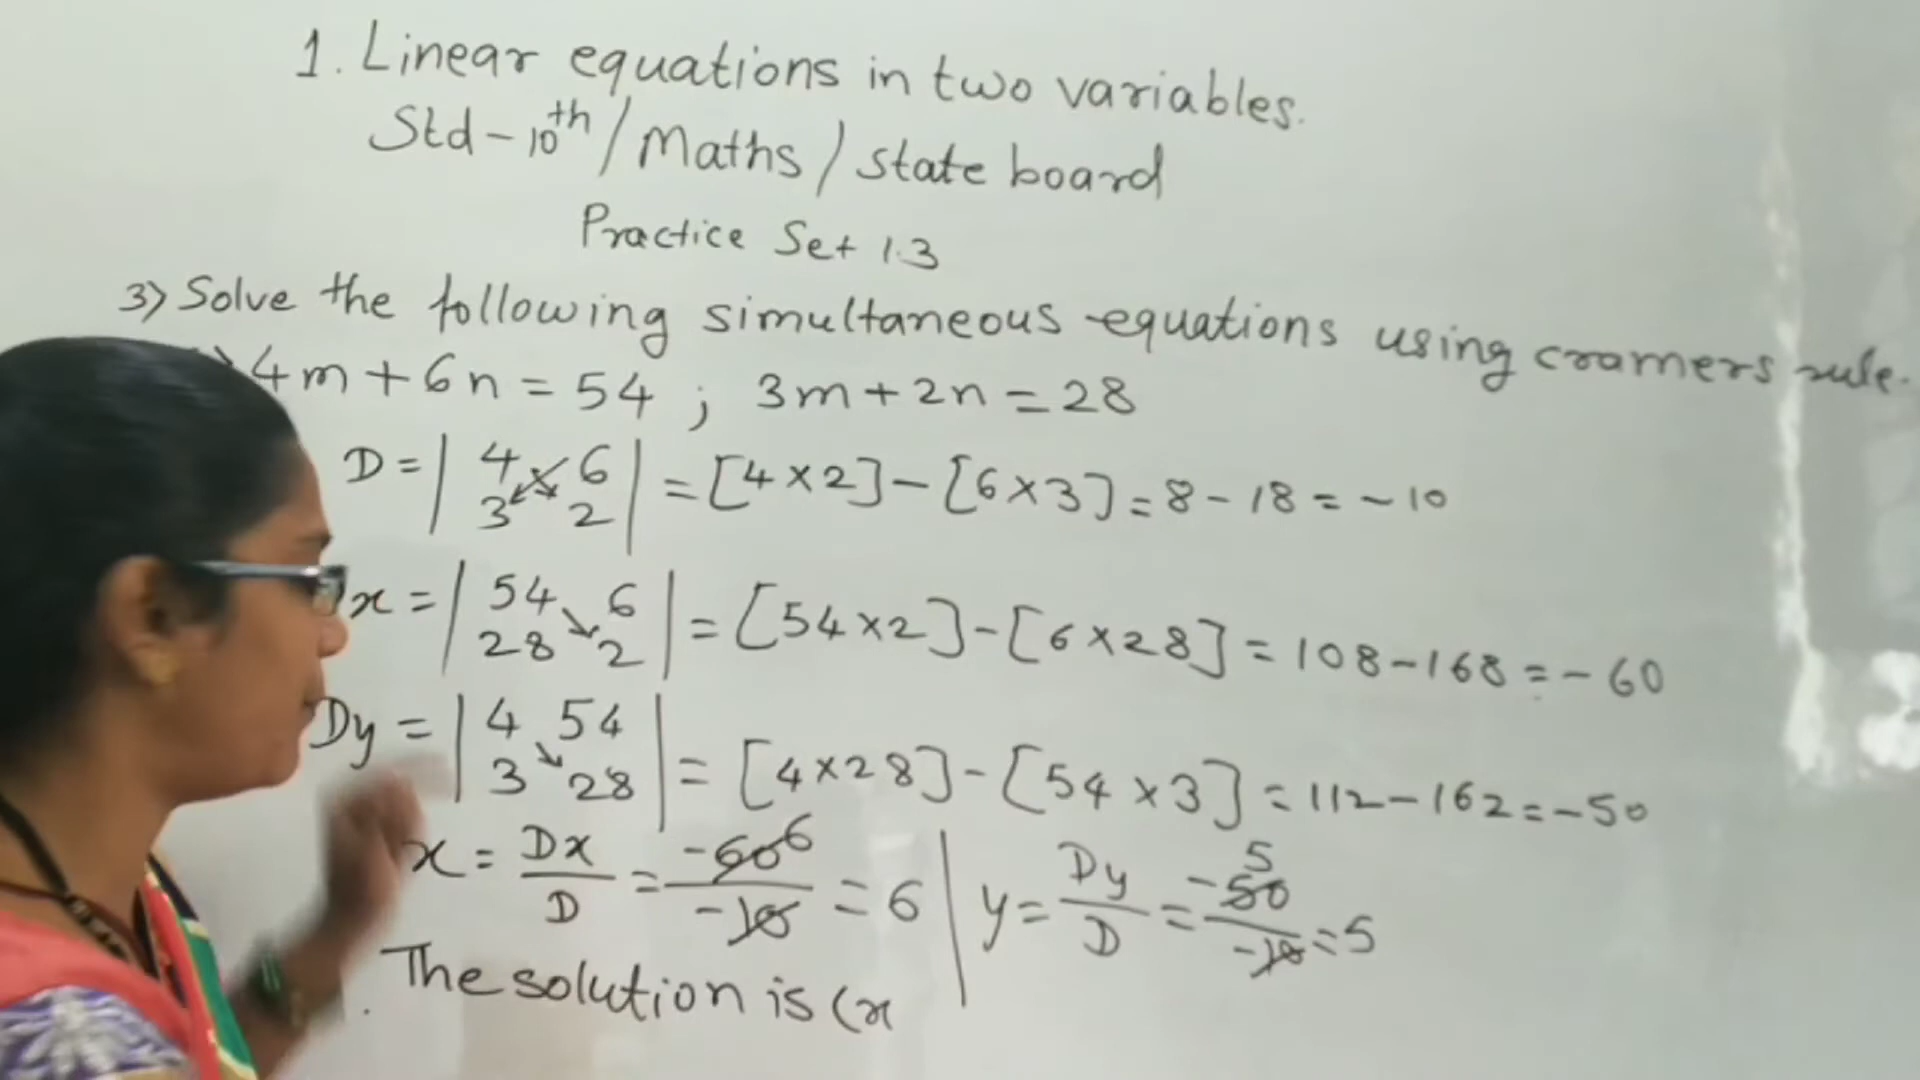 1. Linear equations in two variables.
Std - 10th / Maths / state board
Practice Set 1.3
3) Solve the following simultaneous equations using cramers rule.
4m + 6n = 54 ; 3m + 2n = 28
D = | 4 6 | = [4 × 2] - [6 × 3] = 8 - 18 = - 10
3 2
x = | 54 6 | = [54 × 2] - [6 × 28] = 108 - 168 = - 60
28 2
Dy = | 4 54 | = [4 × 28] - [54 × 3] = 112 - 162 = - 50
3 28
x = Dx / D = -60 6 / -10 = 6 | y = Dy / D = -50 5 / -10 = 5
The solution is (x